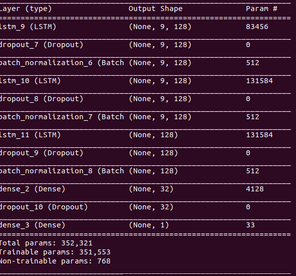 Layer (type) Output Shape Param #
lstm_9 (LSTM) (None, 9, 128) 83456
dropout_7 (Dropout) (None, 9, 128) 0
batch_normalization_6 (Batch (None, 9, 128) 512
lstm_10 (LSTM) (None, 9, 128) 131584
dropout_8 (Dropout) (None, 9, 128) 0
batch_normalization_7 (Batch (None, 9, 128) 512
lstm_11 (LSTM) (None, 128) 131584
dropout_9 (Dropout) (None, 128) 0
batch_normalization_8 (Batch (None, 128) 512
dense_2 (Dense) (None, 32) 4128
dropout_10 (Dropout) (None, 32) 0
dense_3 (Dense) (None, 1) 33
Total params: 352,321
Trainable params: 351,553
Non-trainable params: 768